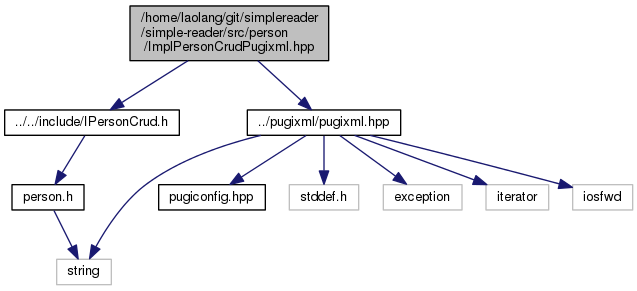 /home/laolang/git/simplereader
/simple-reader/src/person
/ImplPersonCrudPugixml.hpp
../../include/IPersonCrud.h
../pugixml/pugixml.hpp
person.h
pugiconfig.hpp
stddef.h
exception
iterator
iosfwd
string